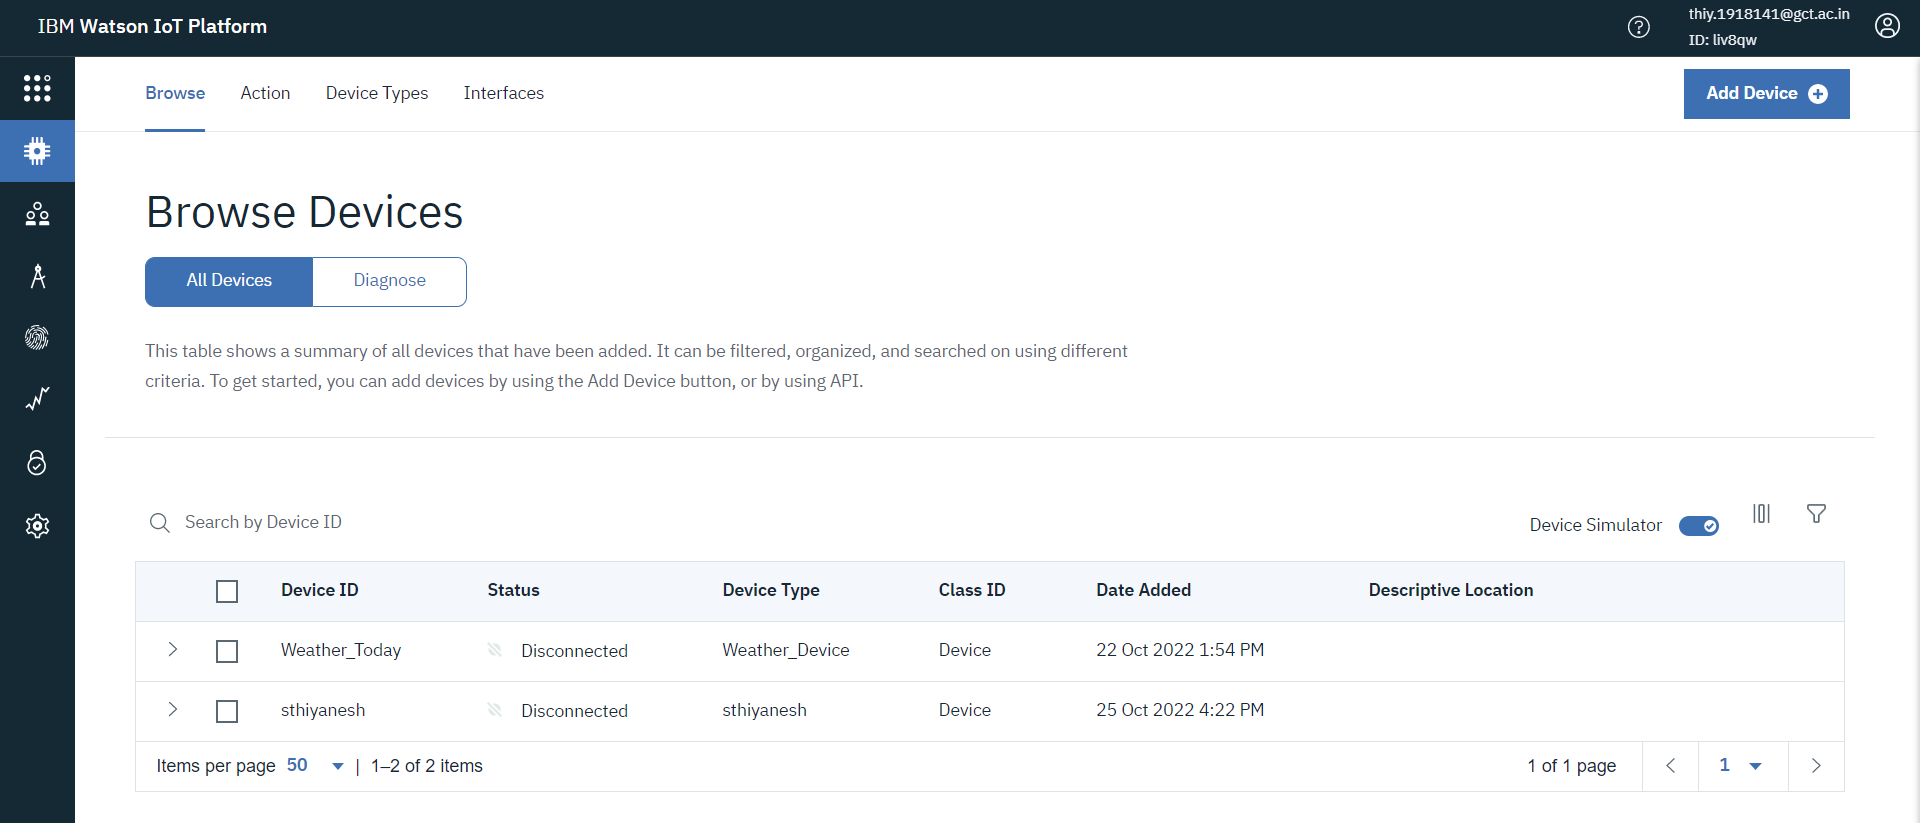 IBM Watson IoT Platform
thiy.1918141@gct.ac.in
ID: liv8qw
Browse Action Device Types Interfaces
Add Device
Browse Devices
All Devices Diagnose
This table shows a summary of all devices that have been added. It can be filtered, organized, and searched on using different
criteria. To get started, you can add devices by using the Add Device button, or by using API.
Search by Device ID
Device Simulator
Device ID Status Device Type Class ID Date Added Descriptive Location
Weather_Today Disconnected Weather_Device Device 22 Oct 2022 1:54 PM
sthiyanesh Disconnected sthiyanesh Device 25 Oct 2022 4:22 PM
Items per page 50 | 1–2 of 2 items 1 of 1 page 1